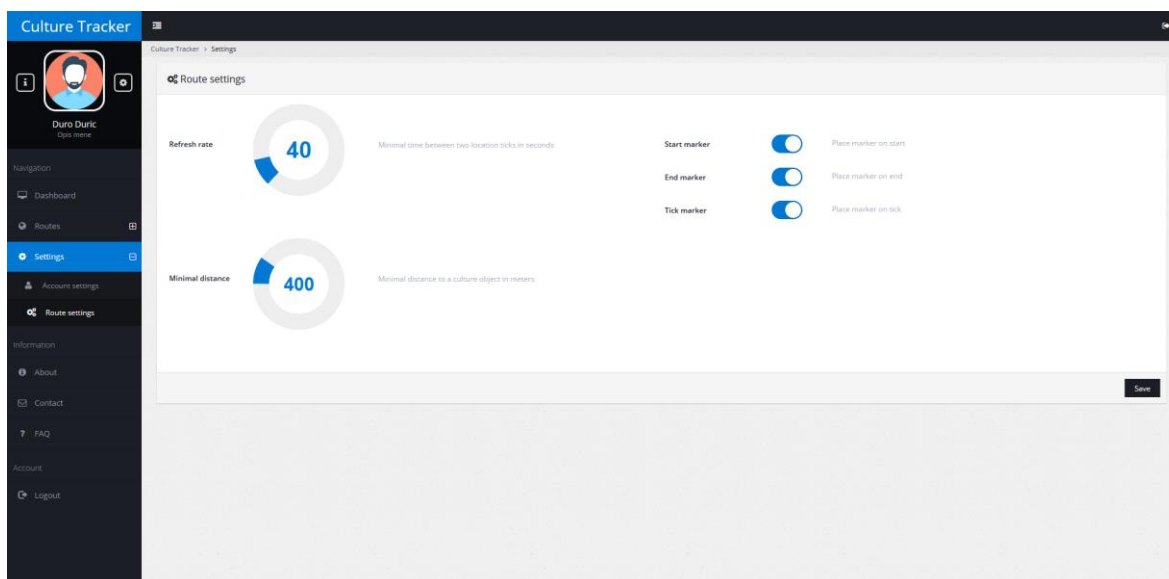 Culture Tracker
Culture Tracker > Settings
i
Duro Duric
Opis mene
Navigation
Dashboard
Routes
Settings
Account settings
Route settings
Information
About
Contact
? FAQ
Account
Logout
Route settings
Refresh rate
40
Minimal time between two location ticks in seconds
Minimal distance
400
Minimal distance to a culture object in meters
Start marker
Place marker on start
End marker
Place marker on end
Tick marker
Place marker on tick
Save